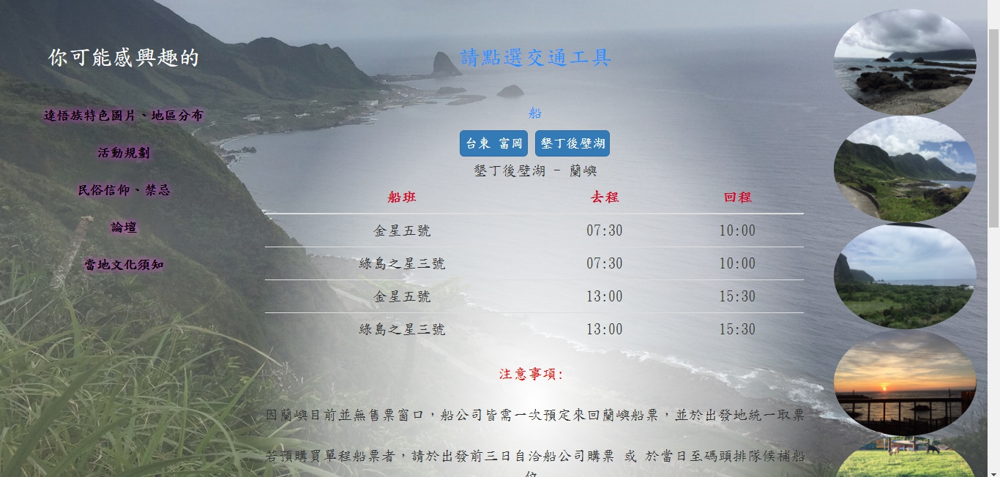 你可能感興趣的
達悟族特色圖片、地區分布
活動規劃
民俗信仰、禁忌
論壇
當地文化須知
請點選交通工具
船
台東 富岡 墾丁後壁湖
墾丁後壁湖 - 蘭嶼
船班 去程 回程
金星五號 07:30 10:00
綠島之星三號 07:30 10:00
金星五號 13:00 15:30
綠島之星三號 13:00 15:30
注意事項:
因蘭嶼目前並無售票窗口，船公司皆需一次預定來回蘭嶼船票，並於出發地統一取票
若預購買單程船票者，請於出發前三日自洽船公司購票 或 於當日至碼頭排隊候補船